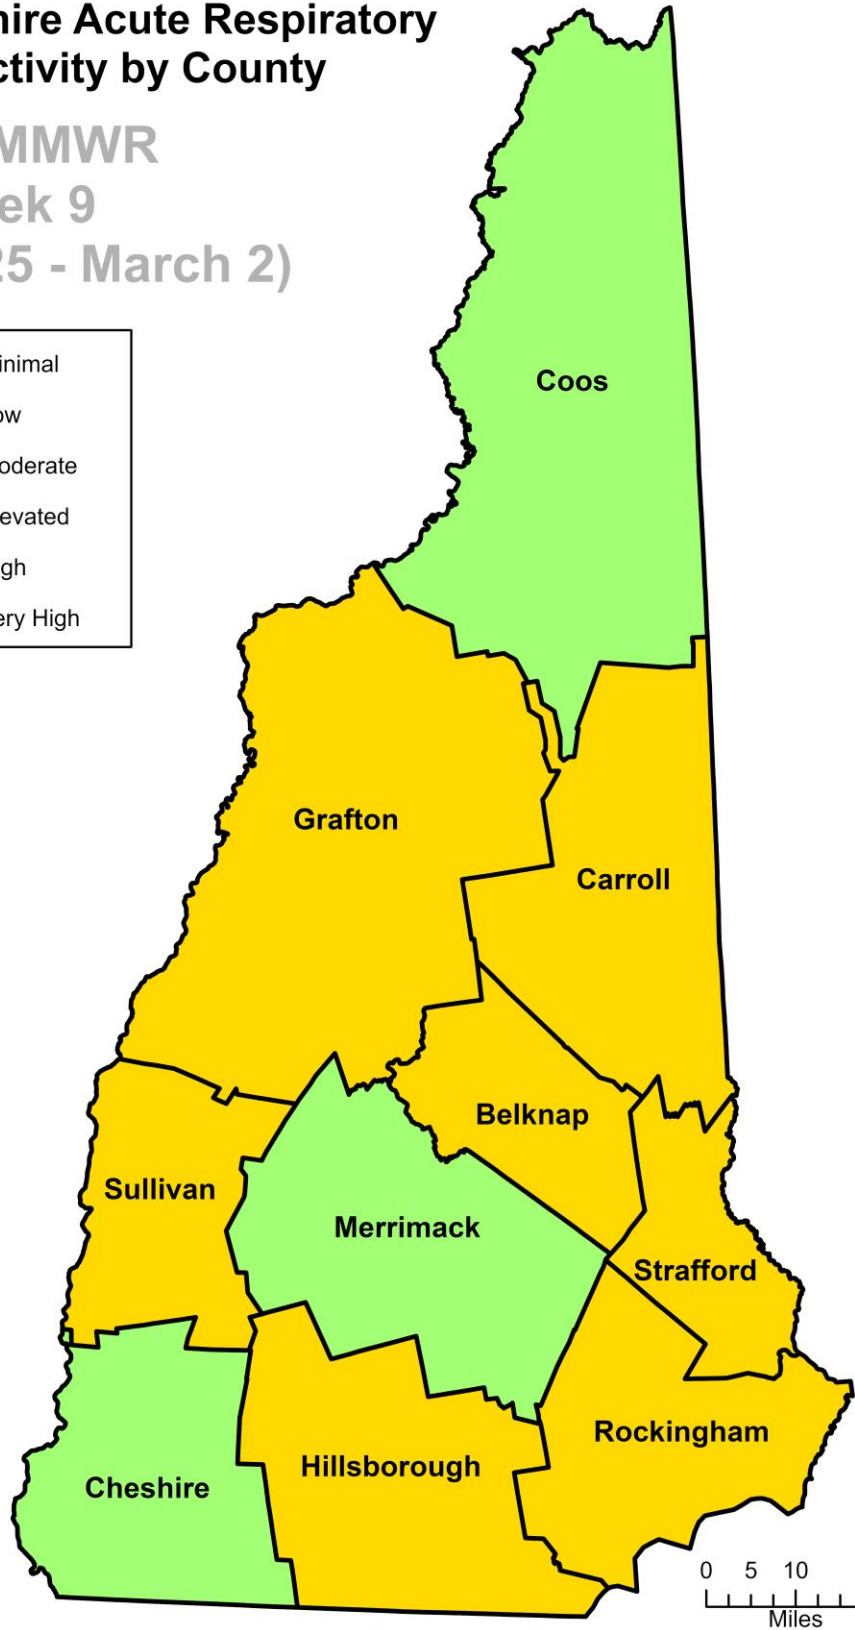 hire Acute Respiratory
ctivity by County
MMWR
ek 9
25 - March 2)
inimal
ow
oderate
evated
gh
ery High
Coos
Grafton
Carroll
Belknap
Sullivan
Merrimack
Strafford
Rockingham
Hillsborough
Cheshire
0 5 10
Miles